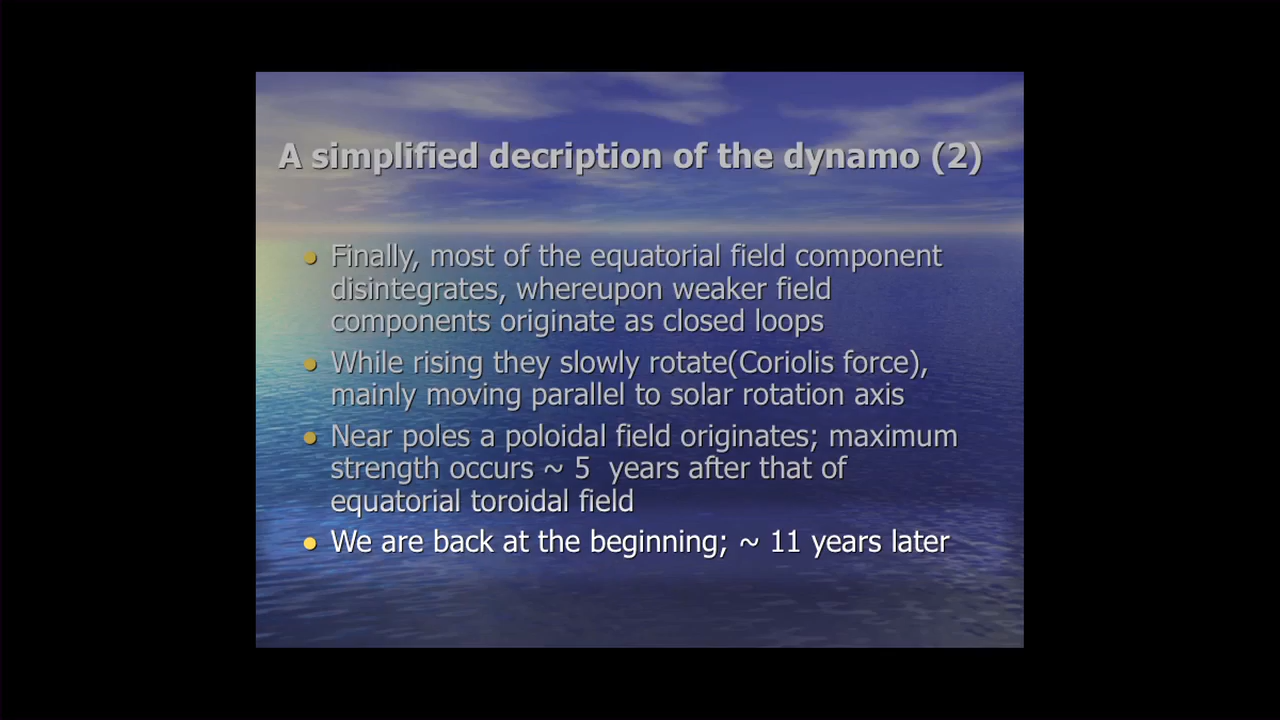 A simplified decription of the dynamo (2)
• Finally, most of the equatorial field component
disintegrates, whereupon weaker field
components originate as closed loops
• While rising they slowly rotate(Coriolis force),
mainly moving parallel to solar rotation axis
• Near poles a poloidal field originates; maximum
strength occurs ~ 5  years after that of
equatorial toroidal field
• We are back at the beginning; ~ 11 years later